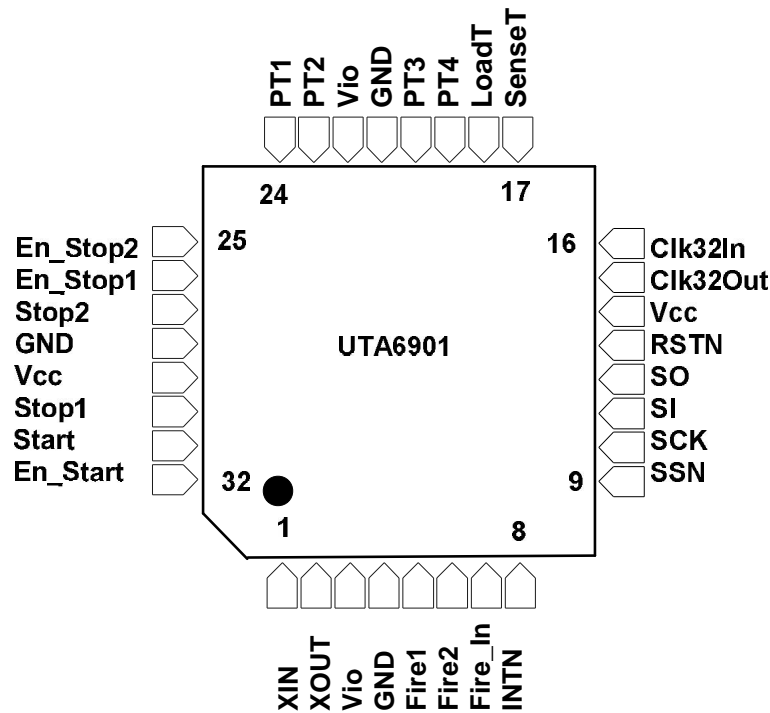 PT1
PT2
Vio
GND
PT3
PT4
LoadT
SenseT
24
17
25
16
En_Stop2
En_Stop1
Stop2
GND
Vcc
Stop1
Start
En_Start
UTA6901
Clk32In
Clk32Out
Vcc
RSTN
SO
SI
SCK
SSN
32
9
1
8
XIN
XOUT
Vio
GND
Fire1
Fire2
Fire_In
INTN